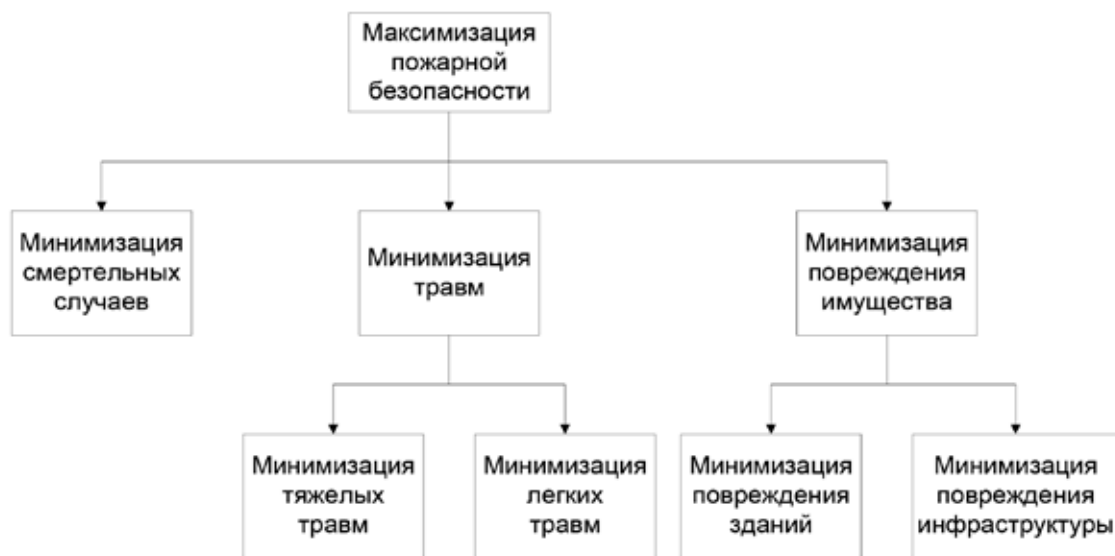 Максимизация
пожарной
безопасности
Минимизация
смертельных
случаев
Минимизация
травм
Минимизация
повреждения
имущества
Минимизация
тяжелых
травм
Минимизация
легких
травм
Минимизация
повреждения
зданий
Минимизация
повреждения
инфраструктуры